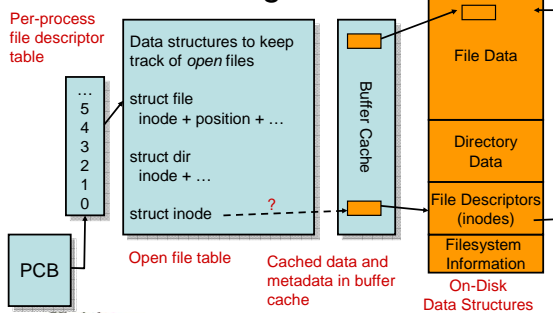 Per-process
file descriptor
table
…
5
4
3
2
1
0
PCB
Data structures to keep
track of open files
struct file
inode + position + …
struct dir
inode + …
struct inode
?
Open file table
Buffer Cache
Cached data and
metadata in buffer
cache
File Data
Directory
Data
File Descriptors
(inodes)
Filesystem
Information
On-Disk
Data Structures